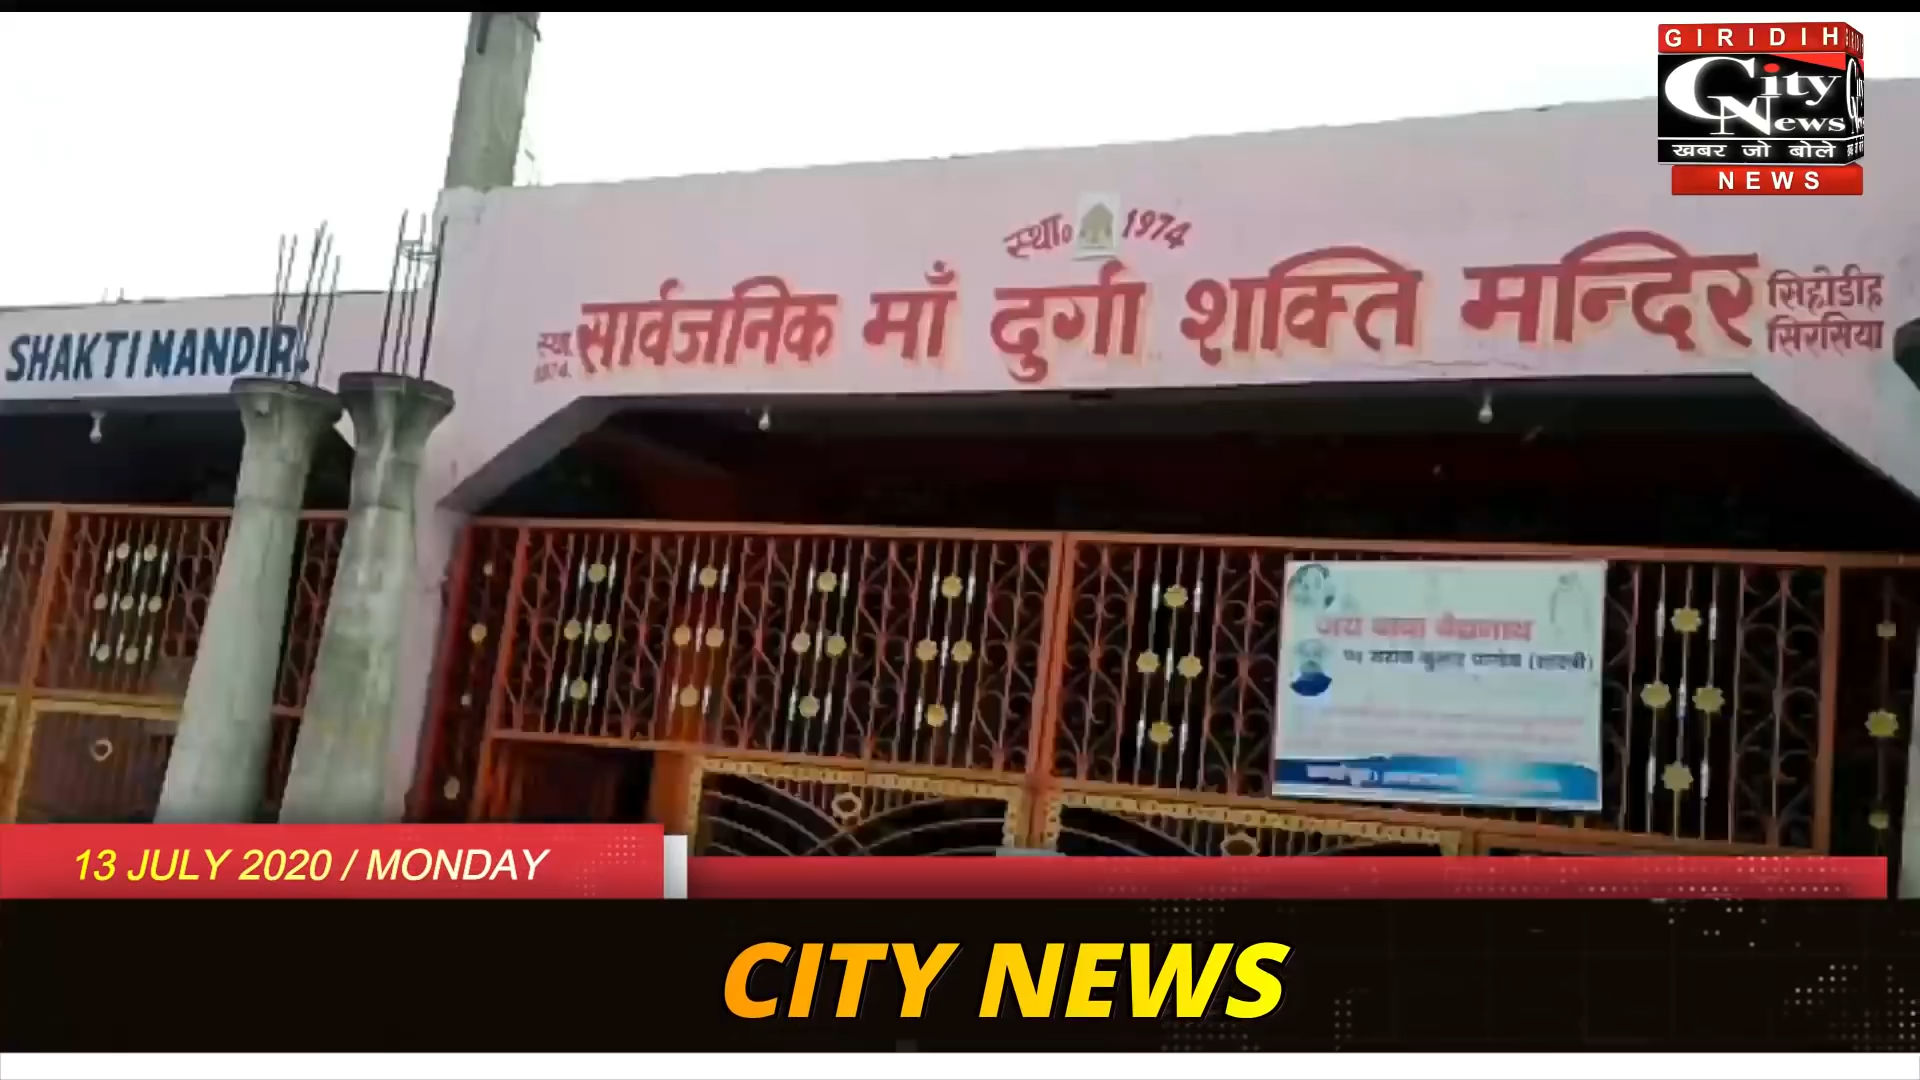 GIRIDIH
City News
खबर जो बोले
NEWS
स्था० 1974
SHAKTI MANDIR.
स्था. 1974.
सार्वजनिक माँ दुर्गा शक्ति मन्दिर
सिहोडीह
सिरसिया
जय बाबा बैद्यनाथ
13 JULY 2020 / MONDAY
CITY NEWS